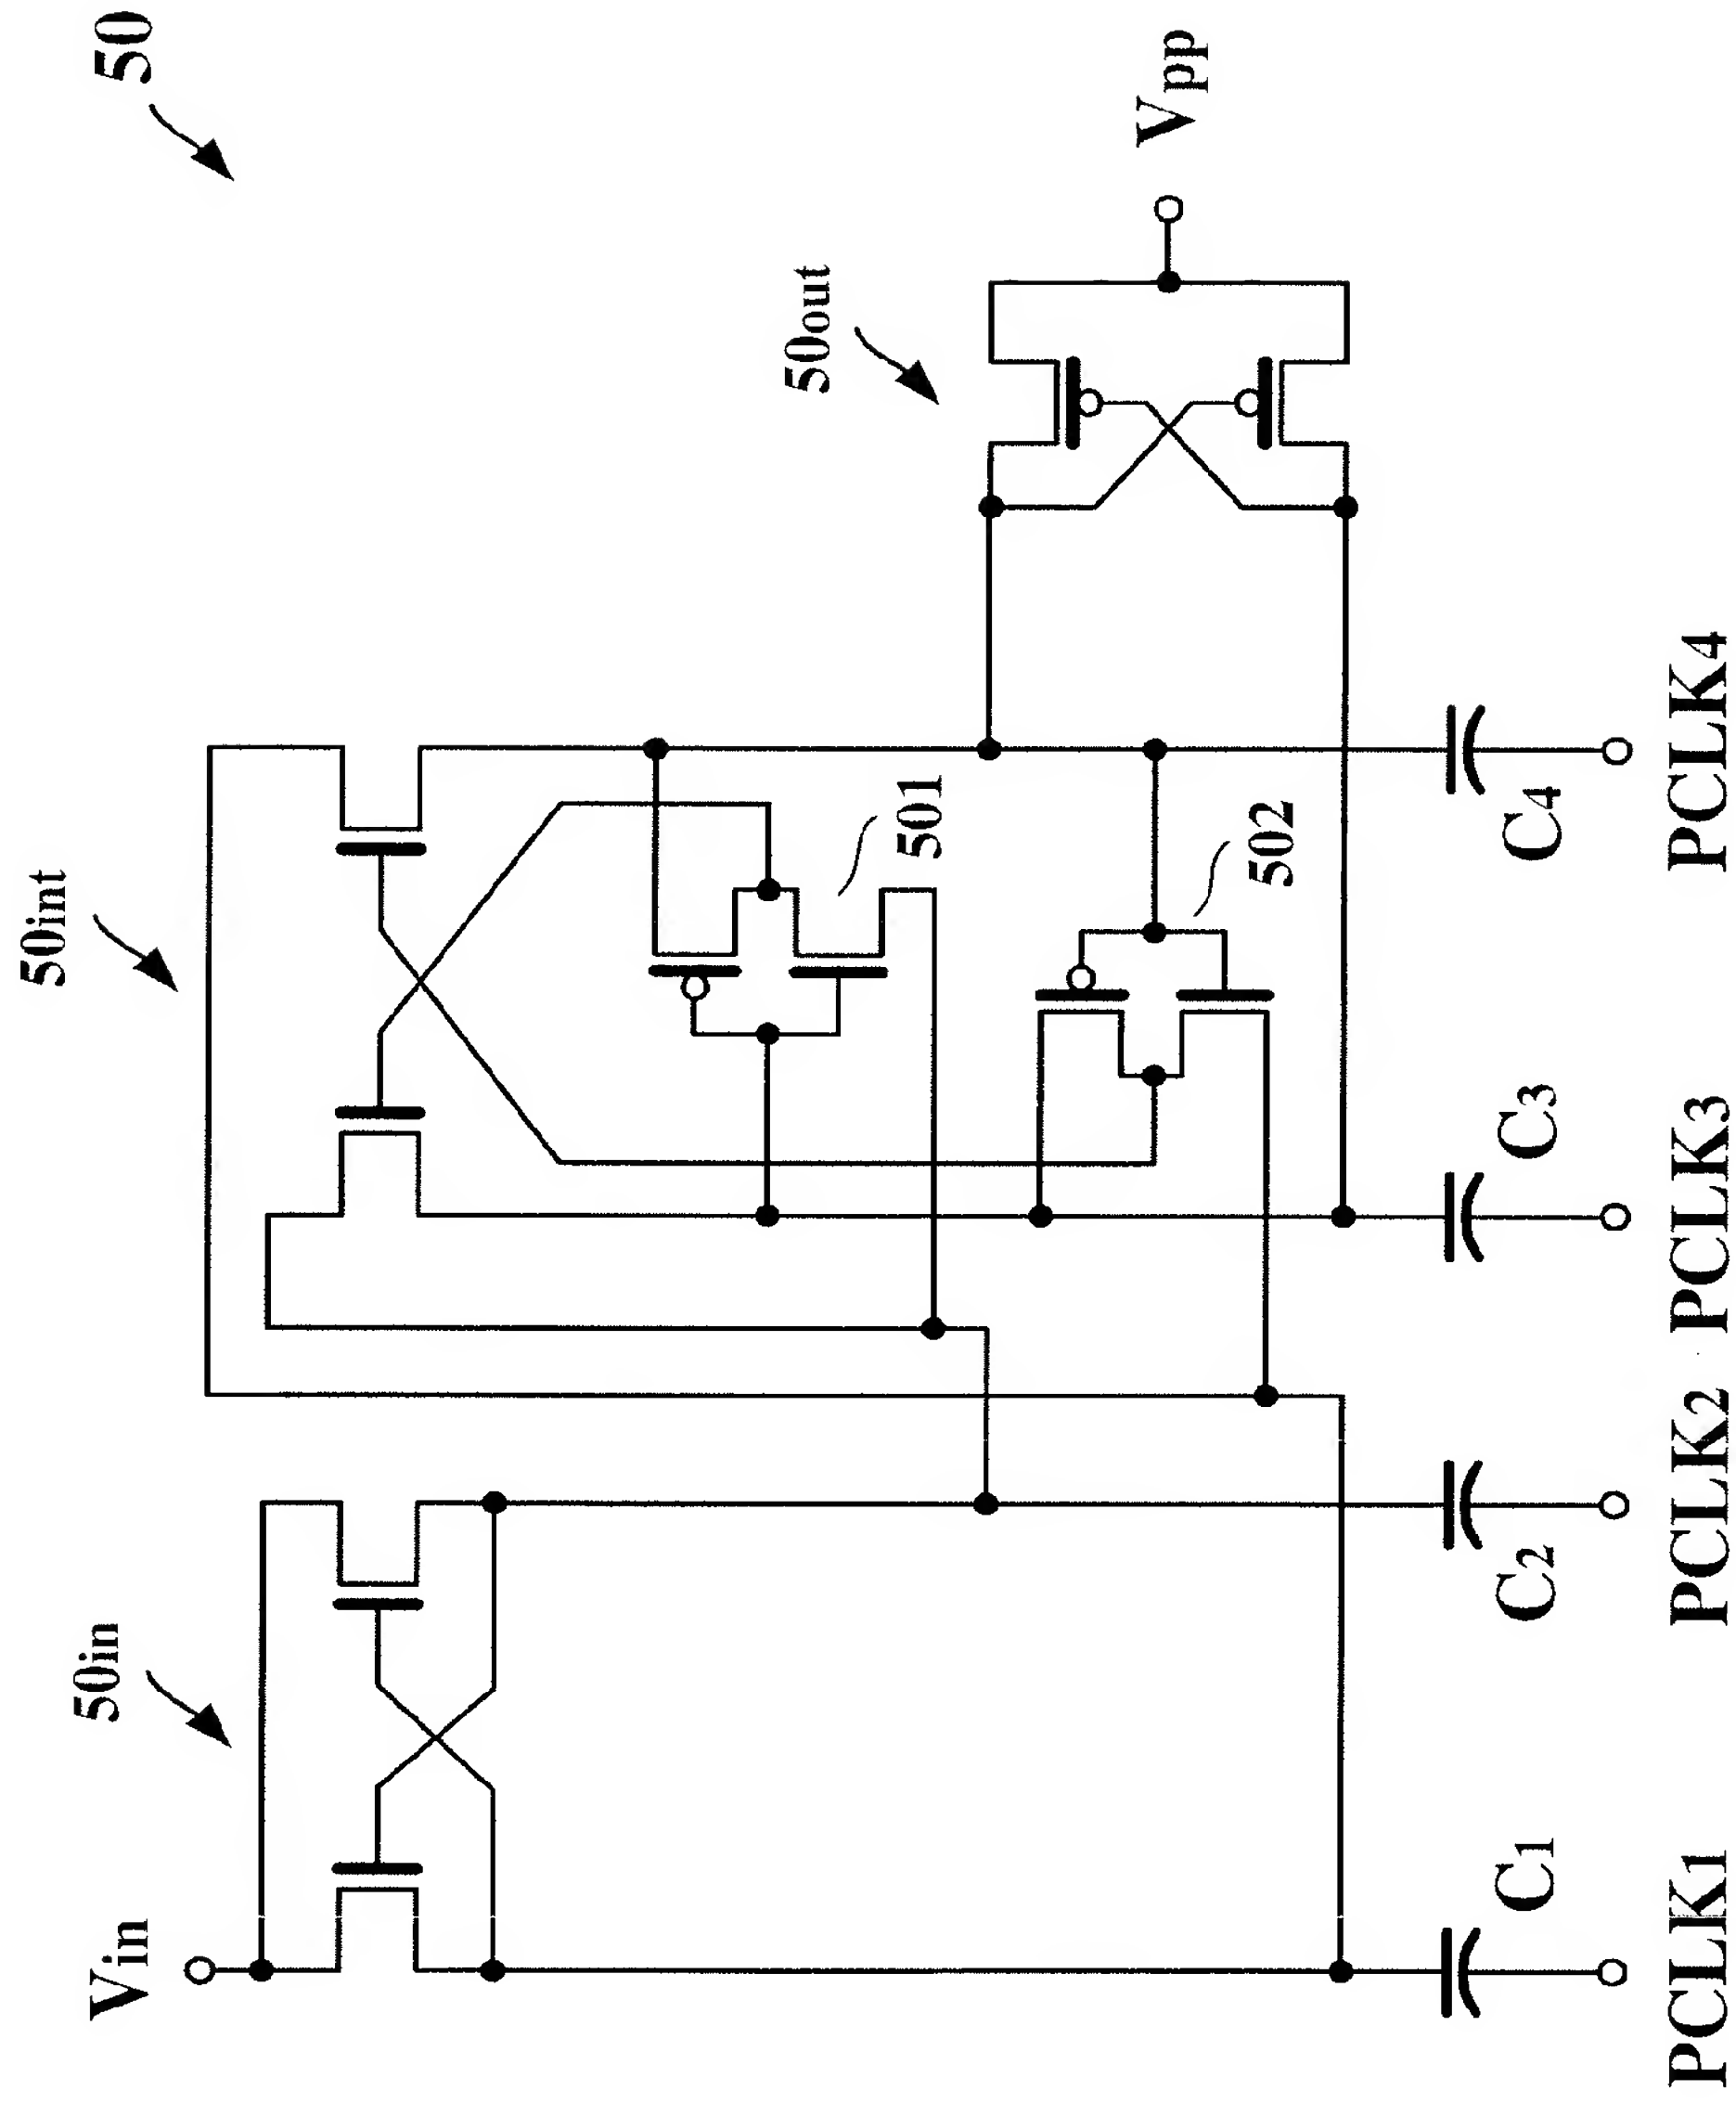 50
50in
50int
50out
Vin
Vpp
501
502
C1
C2
C3
C4
PCLK1
PCLK2
PCLK3
PCLK4